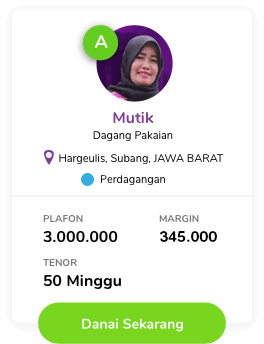 A
Mutik
Dagang Pakaian
Hargeulis, Subang, JAWA BARAT
Perdagangan
PLAFON MARGIN
3.000.000 345.000
TENOR
50 Minggu
Danai Sekarang